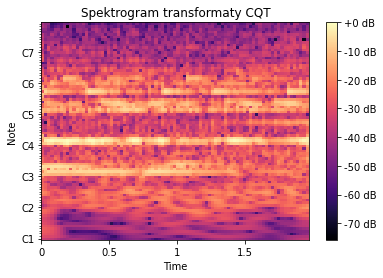 Spektrogram transformaty CQT
C7
C6
C5
C4
C3
C2
C1
Note
0
0.5
1
1.5
Time
+0 dB
-10 dB
-20 dB
-30 dB
-40 dB
-50 dB
-60 dB
-70 dB